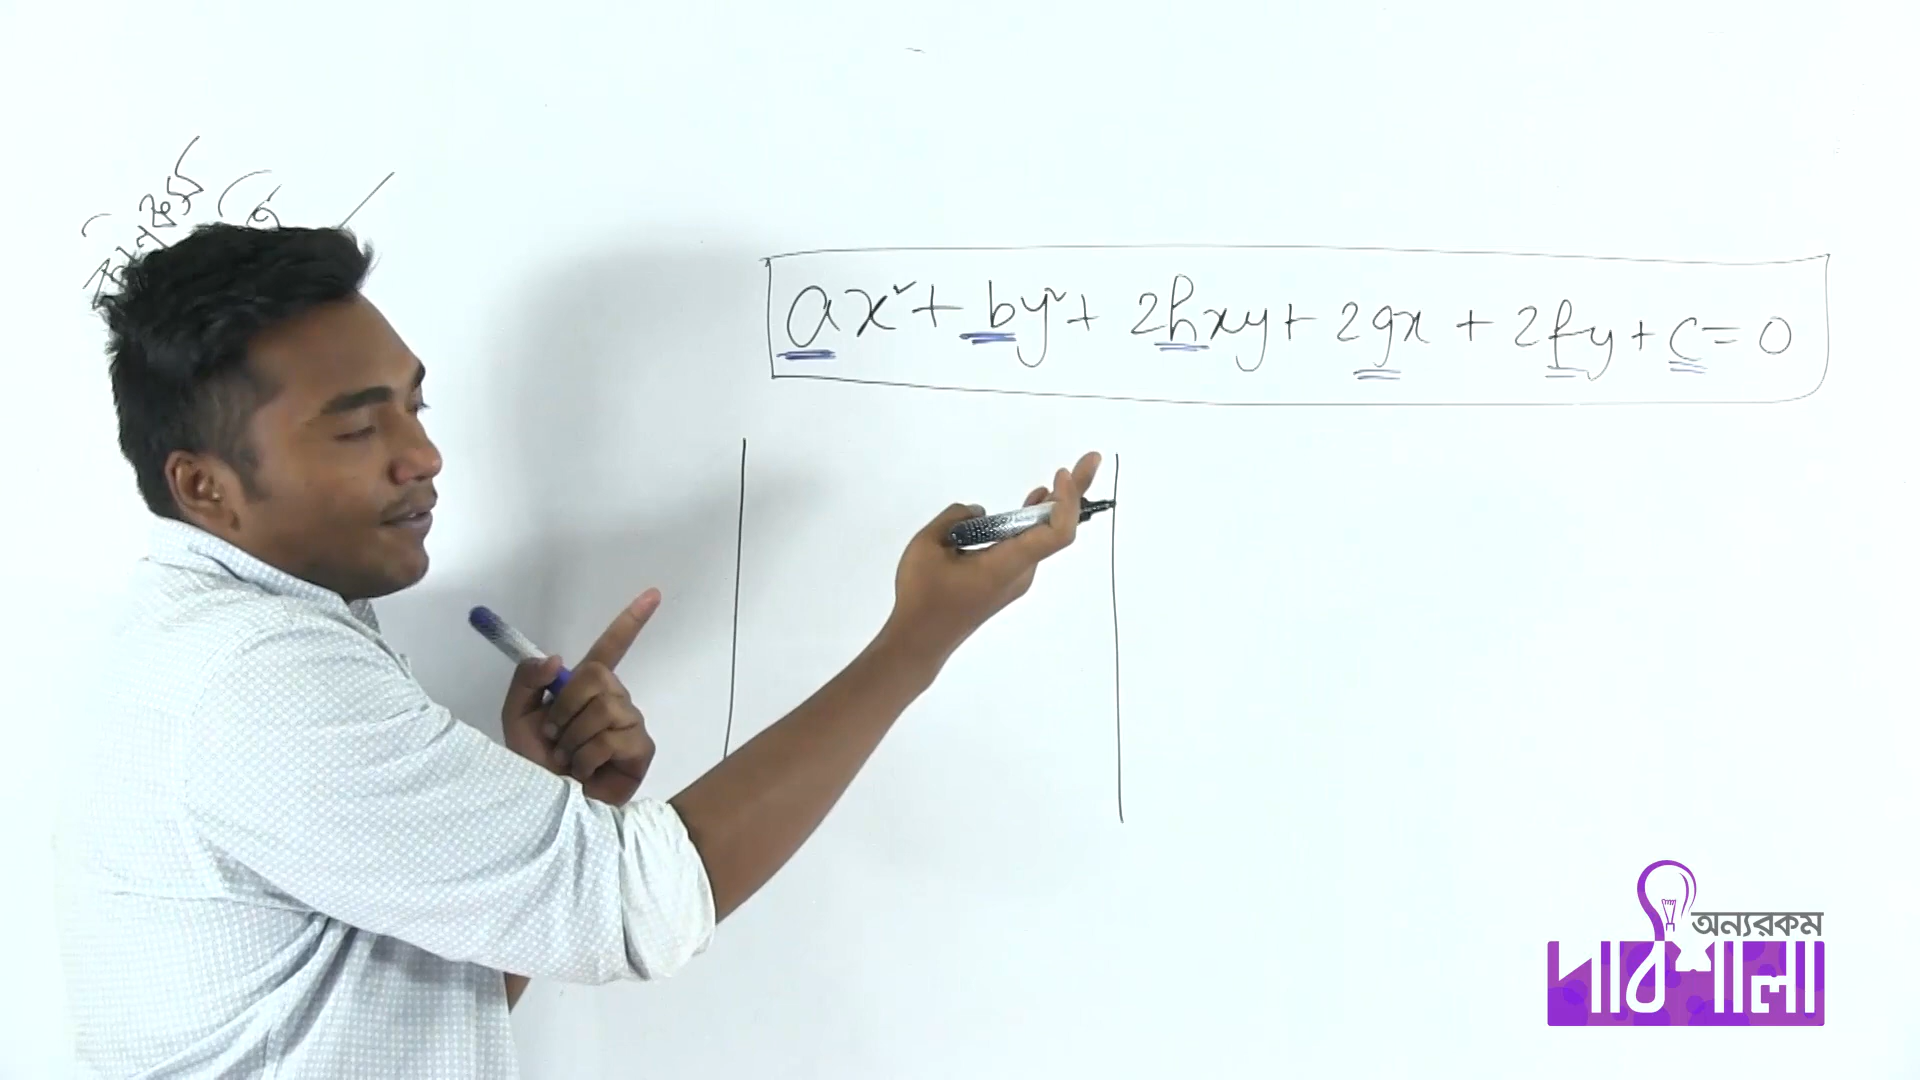 ax² + by² + 2hxy + 2gx + 2fy + c = 0
অন্যরকম
পাঠশালা